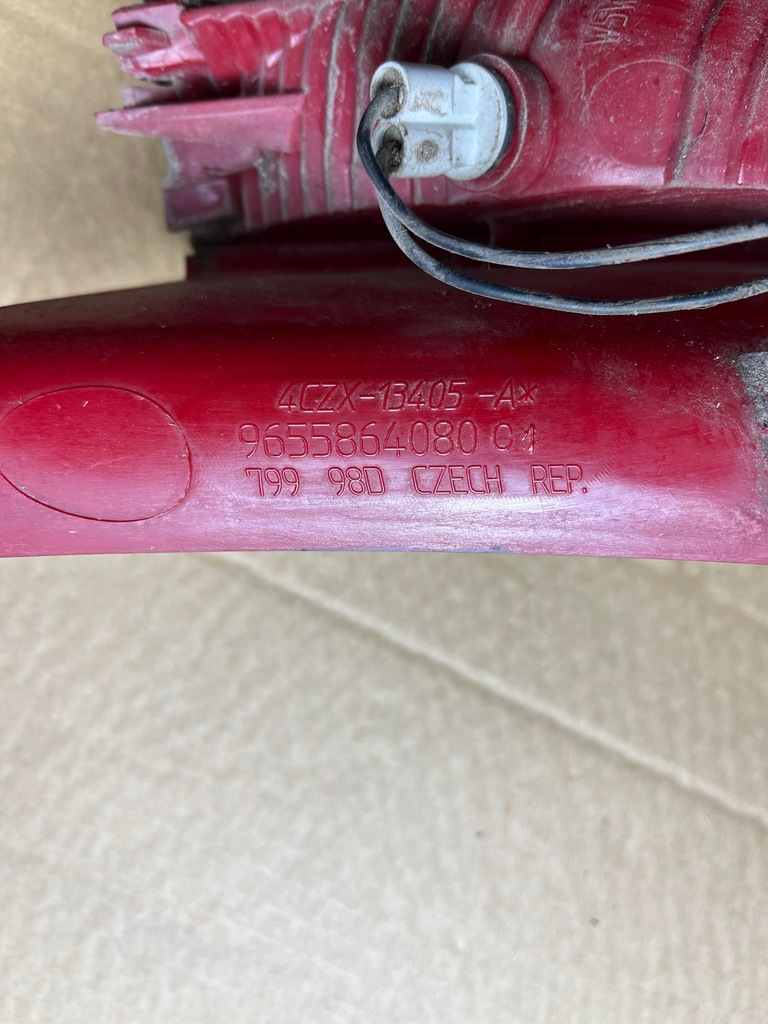 4CZX-13405 -A*
9655864080 01
799 98D CZECH REP.